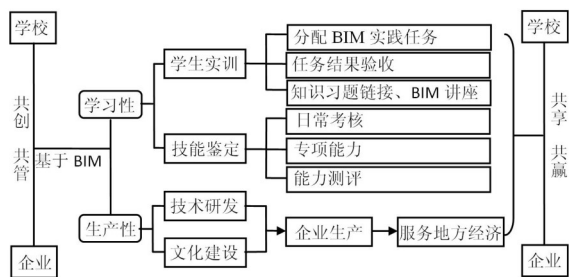 学校
共创
共管
企业
基于 BIM
学习性
生产性
学生实训
技能鉴定
技术研发
文化建设
分配 BIM 实践任务
任务结果验收
知识习题链接、BIM 讲座
日常考核
专项能力
能力测评
企业生产
服务地方经济
学校
共享
共赢
企业